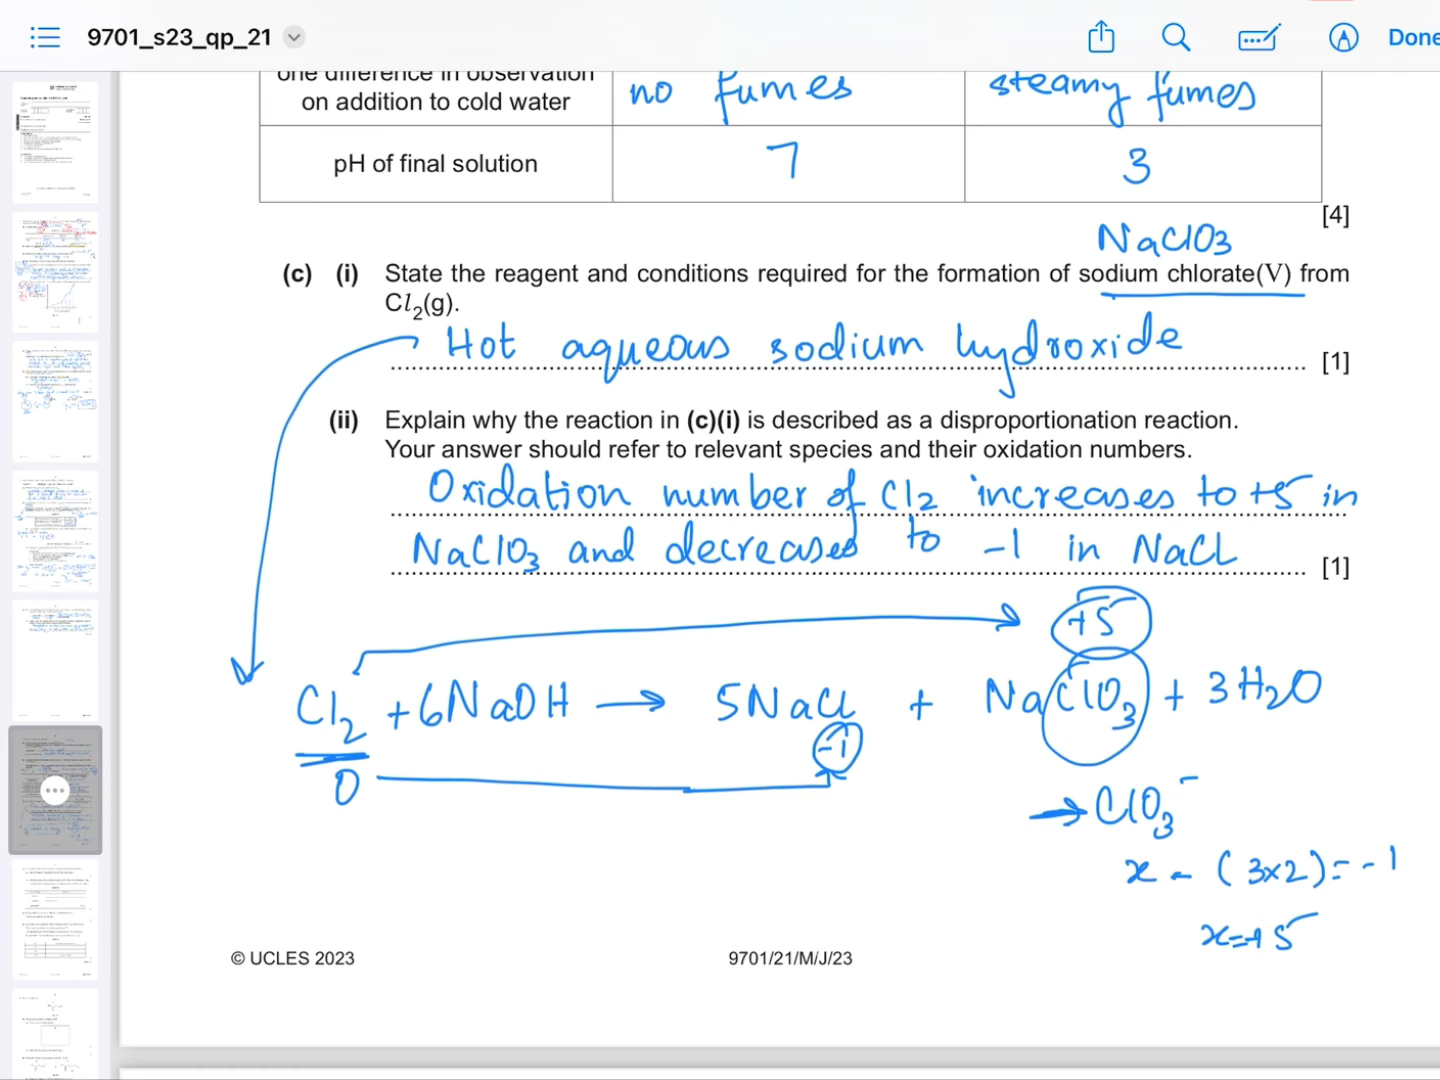 9701_s23_qp_21
Done
one difference in observation
on addition to cold water
no fumes
steamy fumes
pH of final solution
7
3
[4]
NaClO3
(c) (i) State the reagent and conditions required for the formation of sodium chlorate(V) from
Cl2(g).
Hot aqueous sodium hydroxide
[1]
(ii) Explain why the reaction in (c)(i) is described as a disproportionation reaction.
Your answer should refer to relevant species and their oxidation numbers.
Oxidation number of Cl2 increases to +5 in
NaClO3 and decreases to -1 in NaCl
[1]
+5
Cl2 + 6NaOH → 5NaCl + NaClO3 + 3H2O
-1
0
→ ClO3⁻
x - (3x2) = -1
x=+5
© UCLES 2023
9701/21/M/J/23